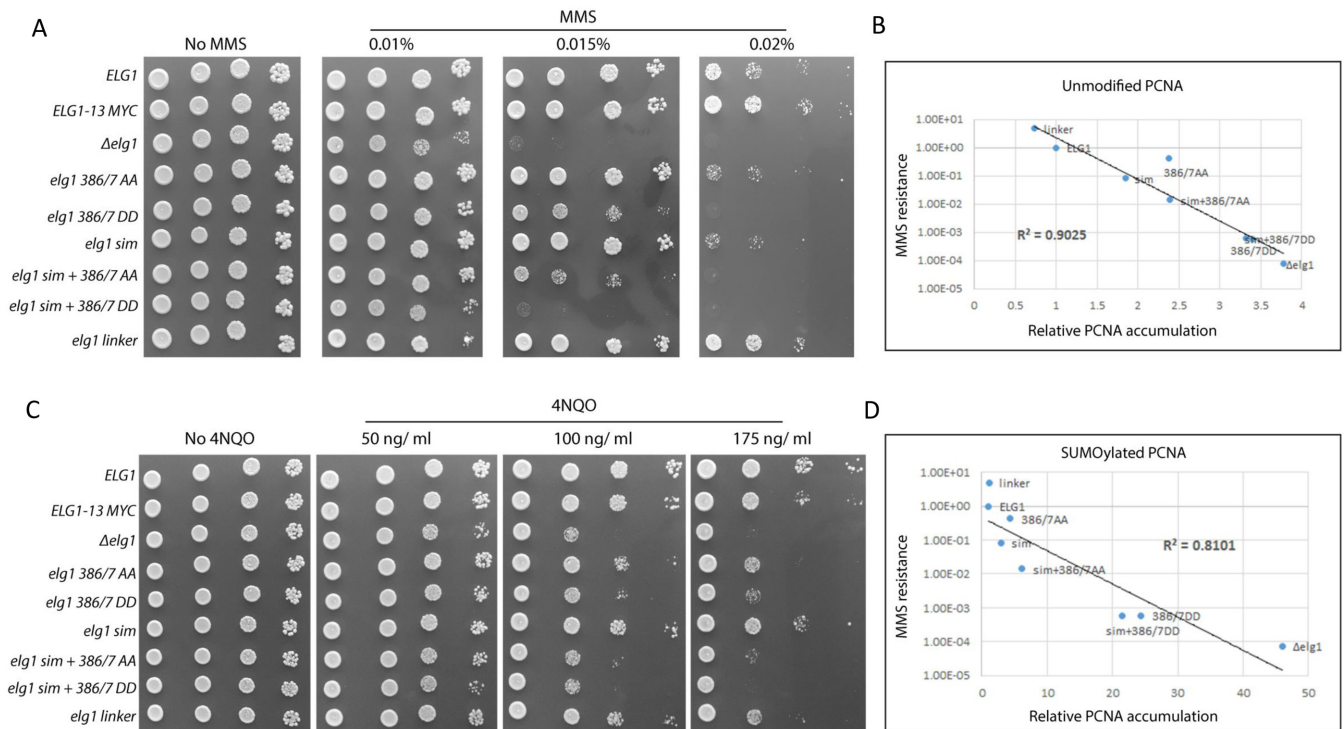 A
MMS
No MMS
0.01%
0.015%
0.02%
ELG1
ELG1-13 MYC
Δelg1
elg1 386/7 AA
elg1 386/7 DD
elg1 sim
elg1 sim + 386/7 AA
elg1 sim + 386/7 DD
elg1 linker
B
Unmodified PCNA
MMS resistance
1.00E+01
1.00E+00
1.00E-01
1.00E-02
1.00E-03
1.00E-04
1.00E-05
linker
ELG1
386/7AA
sim
sim+386/7AA
R² = 0.9025
sim+386/7DD
386/7DD
Δelg1
0 0.5 1 1.5 2 2.5 3 3.5 4
Relative PCNA accumulation
C
4NQO
No 4NQO
50 ng/ ml
100 ng/ ml
175 ng/ ml
ELG1
ELG1-13 MYC
Δelg1
elg1 386/7 AA
elg1 386/7 DD
elg1 sim
elg1 sim + 386/7 AA
elg1 sim + 386/7 DD
elg1 linker
D
SUMOylated PCNA
MMS resistance
1.00E+01
1.00E+00
1.00E-01
1.00E-02
1.00E-03
1.00E-04
1.00E-05
linker
ELG1
386/7AA
sim
R² = 0.8101
sim+386/7AA
386/7DD
sim+386/7DD
Δelg1
0 10 20 30 40 50
Relative PCNA accumulation